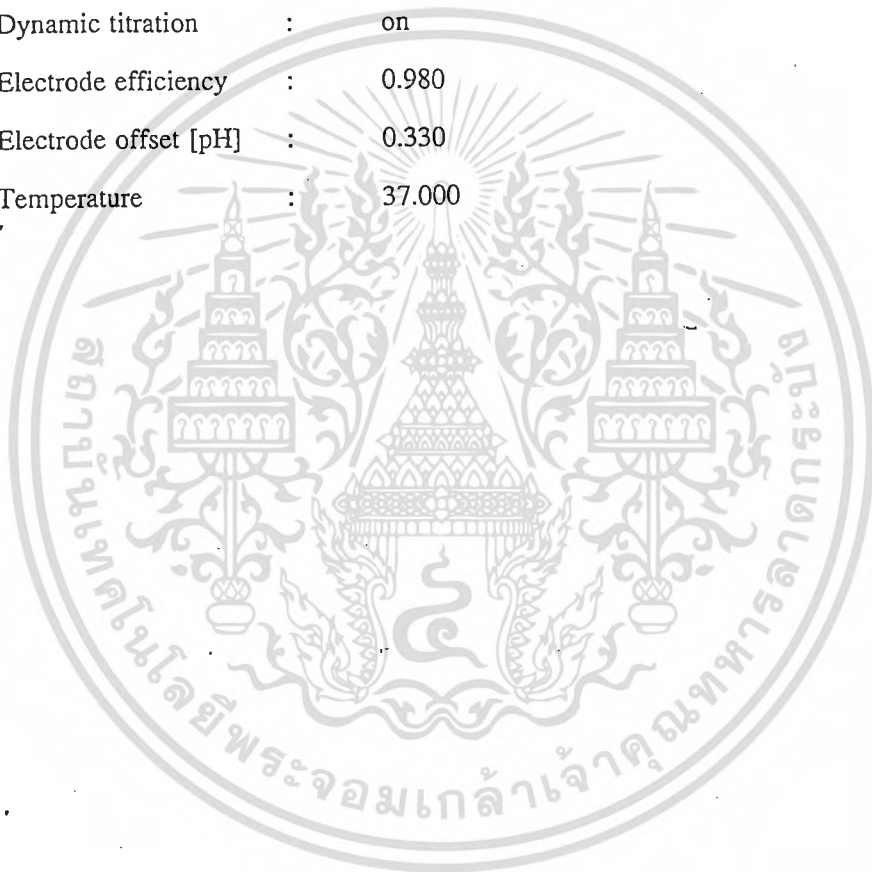 Dynamic titration : on
Electrode efficiency : 0.980
Electrode offset [pH] : 0.330
Temperature : 37.000
สถาบันเทคโนโลยีพระจอมเกล้าเจ้าคุณทหารลาดกระบัง
๔